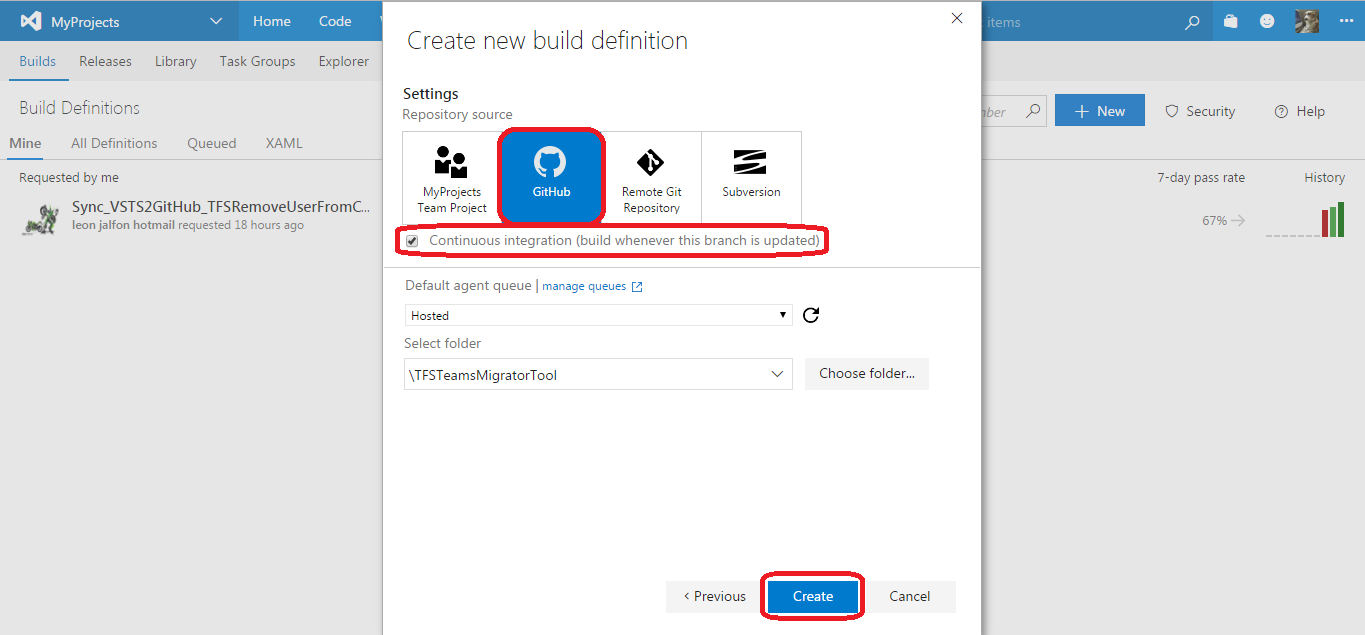 MyProjects
Home
Code
items
Builds
Releases
Library
Task Groups
Explorer
Build Definitions
Mine
All Definitions
Queued
XAML
Requested by me
Sync_VSTS2GitHub_TFSRemoveUserFromC...
leon jalfon hotmail requested 18 hours ago
Create new build definition
Settings
Repository source
MyProjects
Team Project
GitHub
Remote Git
Repository
Subversion
Continuous integration (build whenever this branch is updated)
Default agent queue | manage queues
Hosted
Select folder
\TFSTeamsMigratorTool
Choose folder...
< Previous
Create
Cancel
+ New
Security
Help
7-day pass rate
History
67%